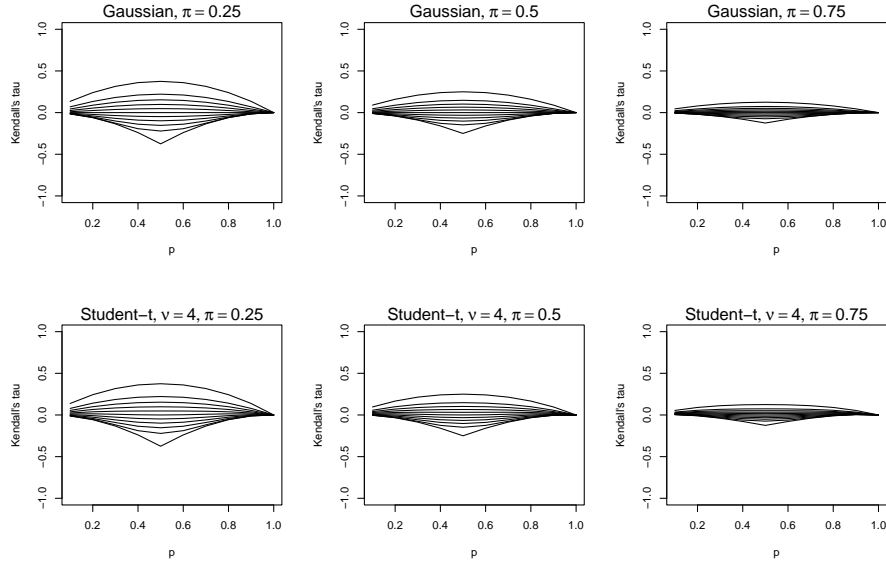 Gaussian, π = 0.25
Kendall's tau
1.0
0.5
0.0
−0.5
−1.0
0.2 0.4 0.6 0.8 1.0
p
Gaussian, π = 0.5
Kendall's tau
1.0
0.5
0.0
−0.5
−1.0
0.2 0.4 0.6 0.8 1.0
p
Gaussian, π = 0.75
Kendall's tau
1.0
0.5
0.0
−0.5
−1.0
0.2 0.4 0.6 0.8 1.0
p
Student−t, ν = 4, π = 0.25
Kendall's tau
1.0
0.5
0.0
−0.5
−1.0
0.2 0.4 0.6 0.8 1.0
p
Student−t, ν = 4, π = 0.5
Kendall's tau
1.0
0.5
0.0
−0.5
−1.0
0.2 0.4 0.6 0.8 1.0
p
Student−t, ν = 4, π = 0.75
Kendall's tau
1.0
0.5
0.0
−0.5
−1.0
0.2 0.4 0.6 0.8 1.0
p